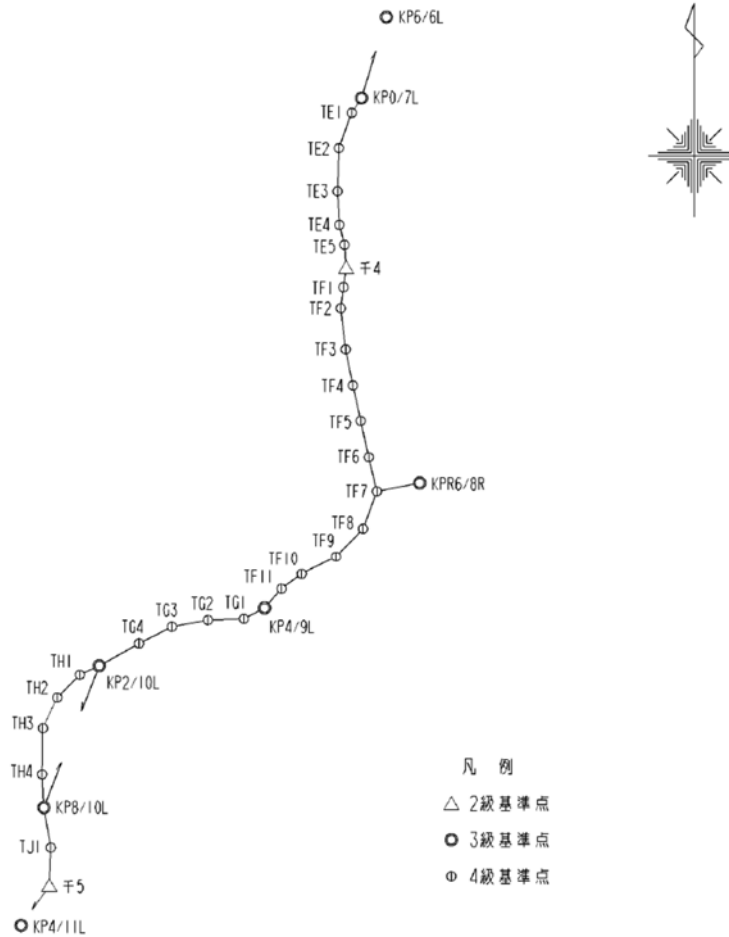 KP6/6L
KP0/7L
TE1
TE2
TE3
TE4
TE5
千4
TF1
TF2
TF3
TF4
TF5
TF6
KPR6/8R
TF7
TF8
TF9
TF10
TF11
KP4/9L
TG1
TG2
TG3
TG4
TH1
KP2/10L
TH2
TH3
TH4
KP8/10L
TJ1
千5
KP4/11L
凡 例
2級基準点
3級基準点
4級基準点